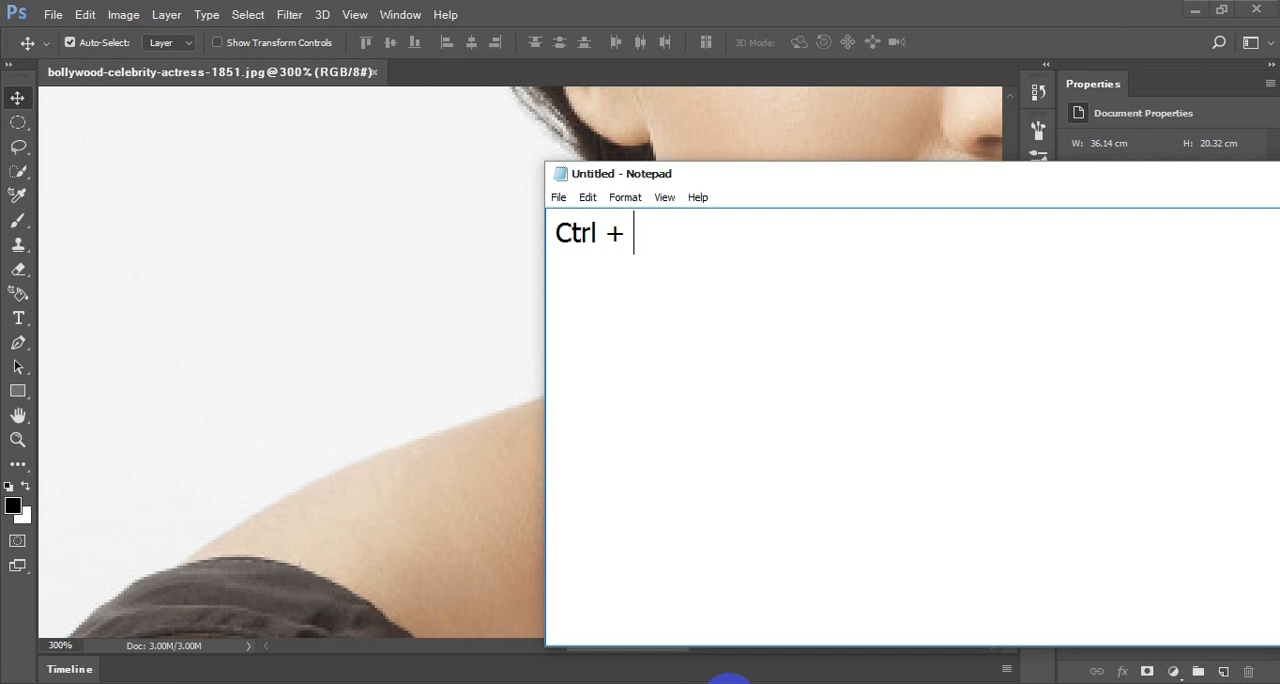 Ps File Edit Image Layer Type Select Filter 3D View Window Help
Auto-Select: Layer Show Transform Controls 3D Mode:
bollywood-celebrity-actress-1851.jpg @ 300% (RGB/8#)
Properties
Document Properties
W: 36.14 cm H: 20.32 cm
Untitled - Notepad
File Edit Format View Help
Ctrl +
300% Doc: 3.00M/3.00M
Timeline